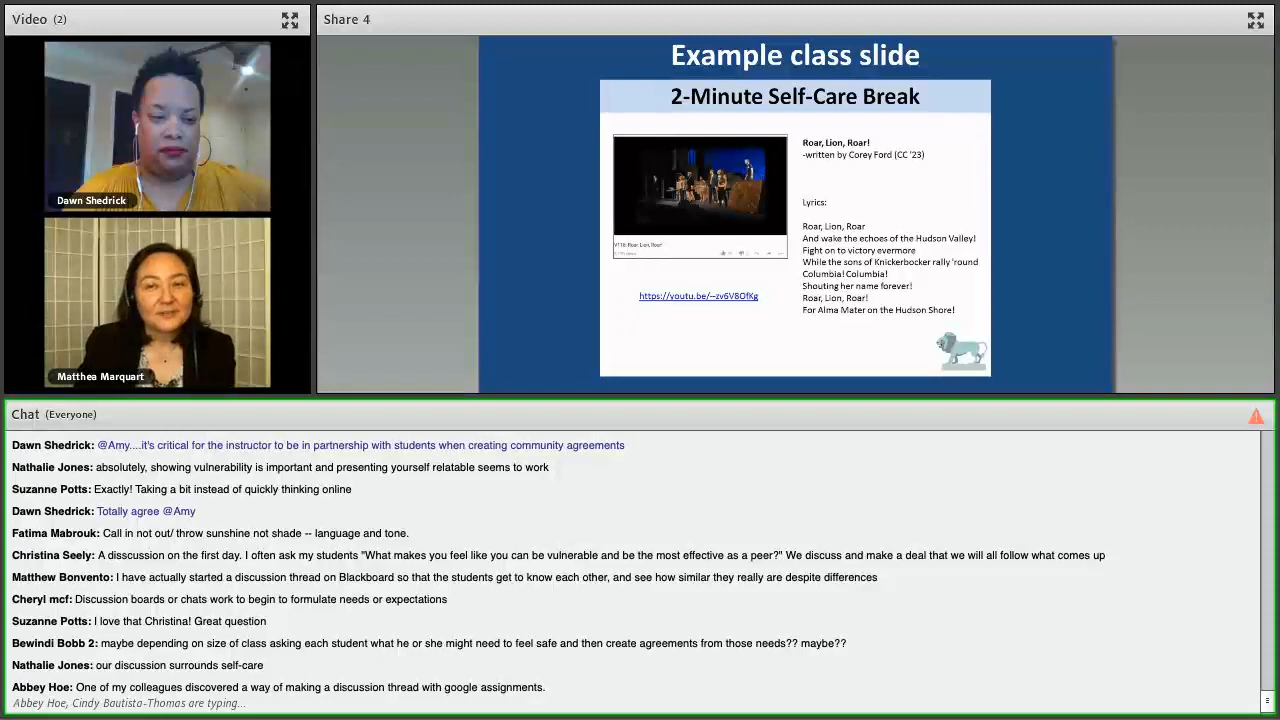 Video (2)
Share 4
Dawn Shedrick
Matthea Marquart
Example class slide
2-Minute Self-Care Break
V116: Roar, Lion, Roar!
https://youtu.be/--zv6V8OfKg
Roar, Lion, Roar!
-written by Corey Ford (CC '23)
Lyrics:
Roar, Lion, Roar
And wake the echoes of the Hudson Valley!
Fight on to victory evermore
While the sons of Knickerbocker rally 'round
Columbia! Columbia!
Shouting her name forever!
Roar, Lion, Roar!
For Alma Mater on the Hudson Shore!
Chat (Everyone)
Dawn Shedrick: @Amy....it's critical for the instructor to be in partnership with students when creating community agreements
Nathalie Jones: absolutely, showing vulnerability is important and presenting yourself relatable seems to work
Suzanne Potts: Exactly! Taking a bit instead of quickly thinking online
Dawn Shedrick: Totally agree @Amy
Fatima Mabrouk: Call in not out/ throw sunshine not shade -- language and tone.
Christina Seely: A disscussion on the first day. I often ask my students "What makes you feel like you can be vulnerable and be the most effective as a peer?" We discuss and make a deal that we will all follow what comes up
Matthew Bonvento: I have actually started a discussion thread on Blackboard so that the students get to know each other, and see how similar they really are despite differences
Cheryl mcf: Discussion boards or chats work to begin to formulate needs or expectations
Suzanne Potts: I love that Christina! Great question
Bewindi Bobb 2: maybe depending on size of class asking each student what he or she might need to feel safe and then create agreements from those needs?? maybe??
Nathalie Jones: our discussion surrounds self-care
Abbey Hoe: One of my colleagues discovered a way of making a discussion thread with google assignments.
Abbey Hoe, Cindy Bautista-Thomas are typing...